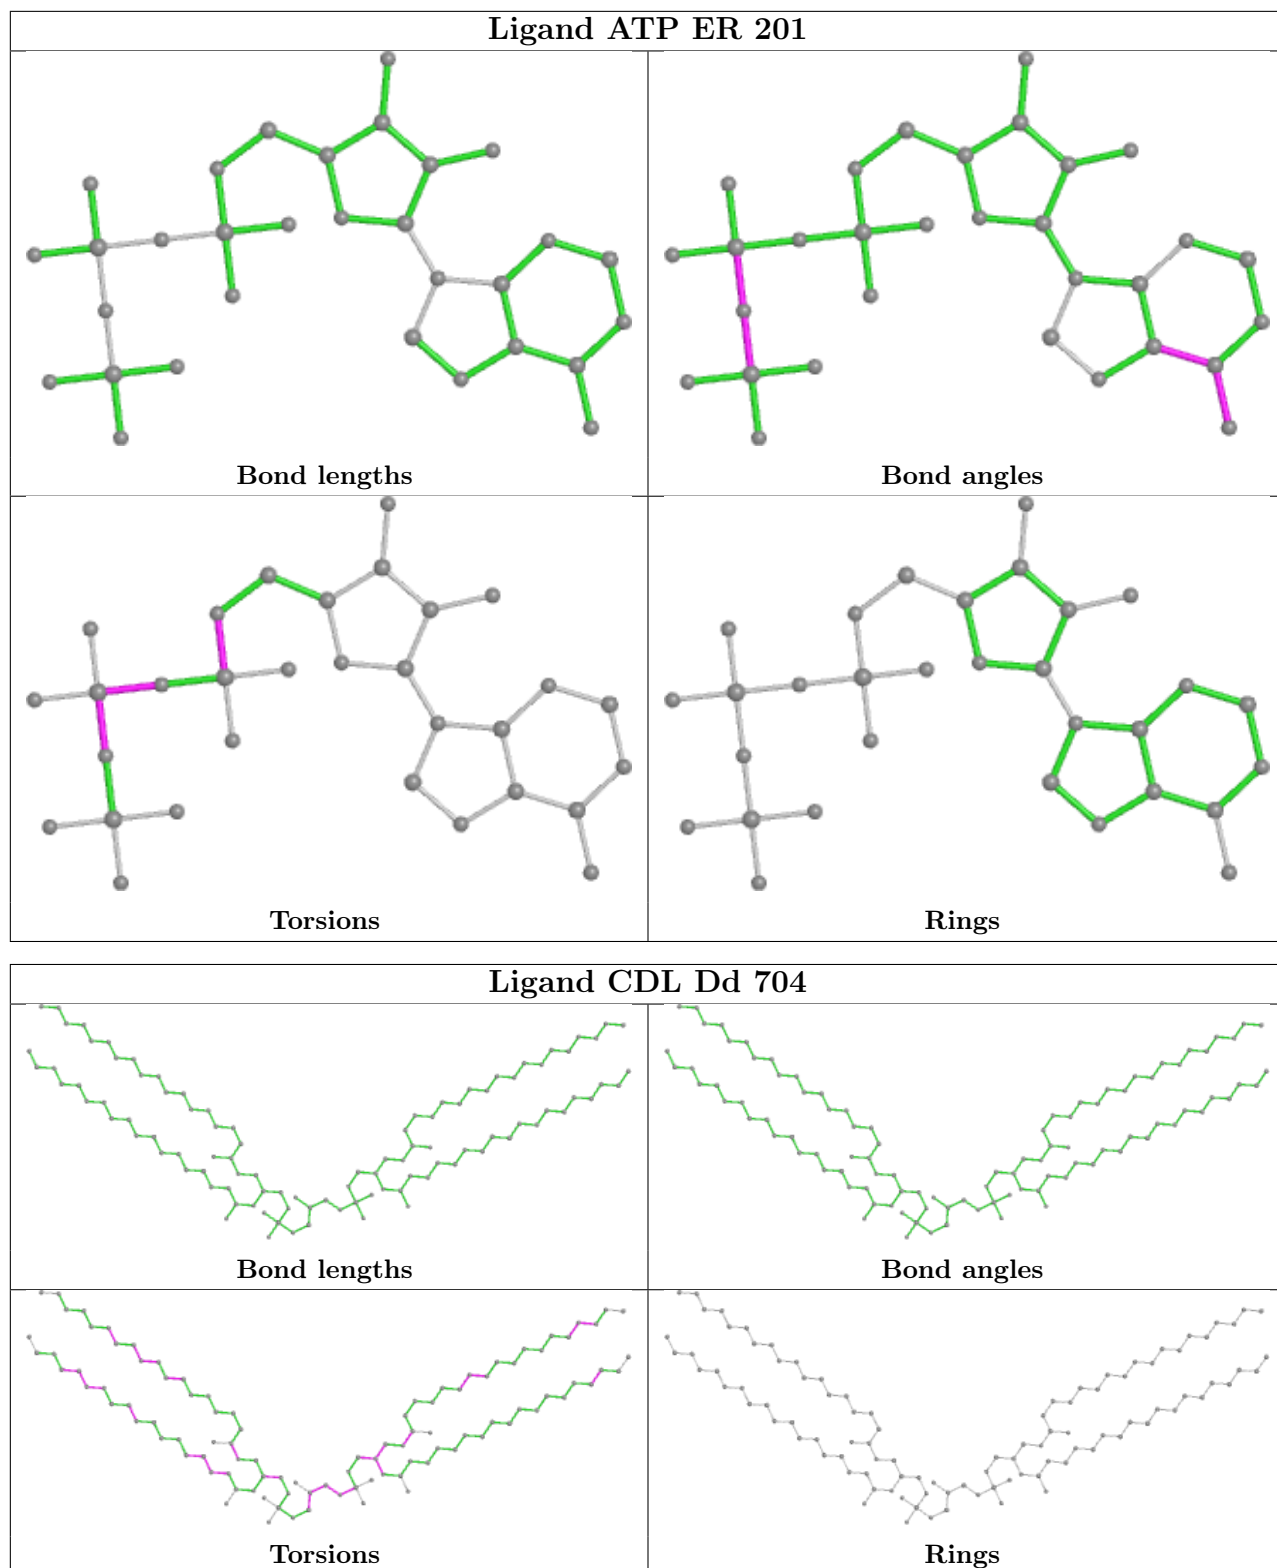 Ligand ATP ER 201
Bond lengths
Bond angles
Torsions
Rings
Ligand CDL Dd 704
Bond lengths
Bond angles
Torsions
Rings